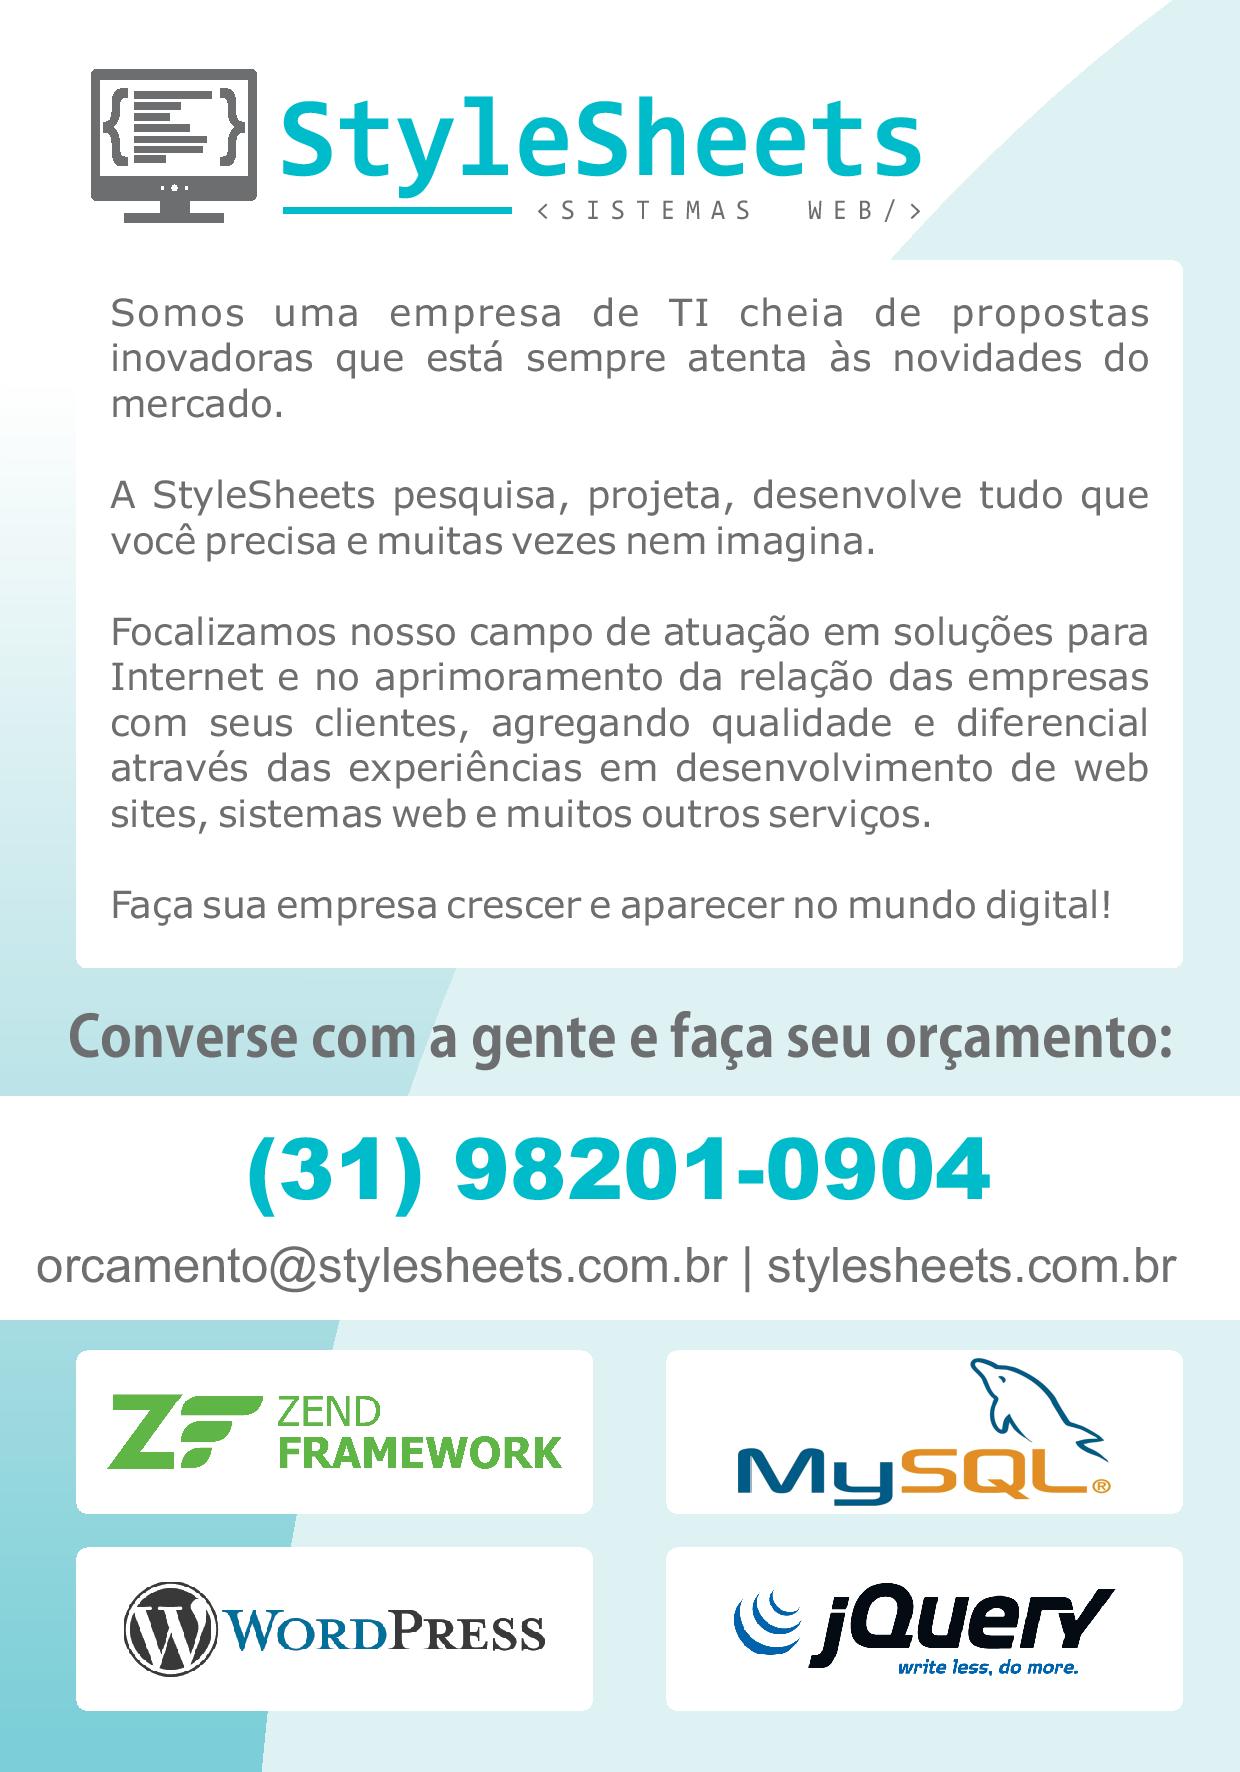 StyleSheets
<SISTEMAS WEB/>
Somos uma empresa de TI cheia de propostas
inovadoras que está sempre atenta às novidades do
mercado.
A StyleSheets pesquisa, projeta, desenvolve tudo que
você precisa e muitas vezes nem imagina.
Focalizamos nosso campo de atuação em soluções para
Internet e no aprimoramento da relação das empresas
com seus clientes, agregando qualidade e diferencial
através das experiências em desenvolvimento de web
sites, sistemas web e muitos outros serviços.
Faça sua empresa crescer e aparecer no mundo digital!
Converse com a gente e faça seu orçamento:
(31) 98201-0904
orcamento@stylesheets.com.br | stylesheets.com.br
ZF ZEND
FRAMEWORK
MySQL®
W WORDPRESS
jQuery
write less, do more.